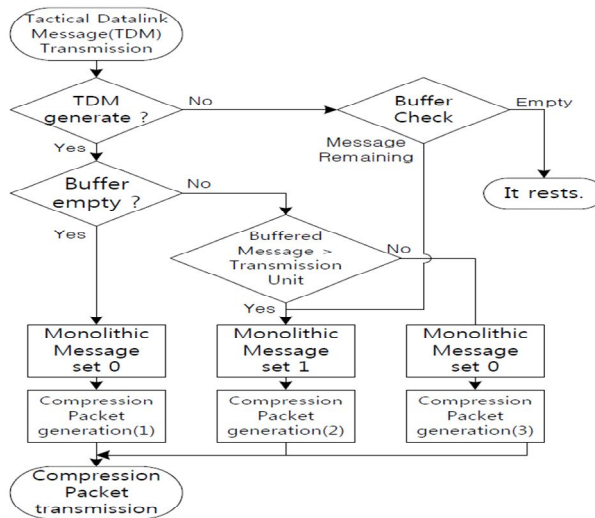 Tactical Datalink
Message(TDM)
Transmission
TDM
generate ?
No
Yes
Buffer
Check
Empty
Message
Remaining
It rests.
Buffer
empty ?
No
Yes
Buffered
Message >
Transmission
Unit
No
Yes
Monolithic
Message
set 0
Monolithic
Message
set 1
Monolithic
Message
set 0
Compression
Packet
generation(1)
Compression
Packet
generation(2)
Compression
Packet
generation(3)
Compression
Packet
transmission